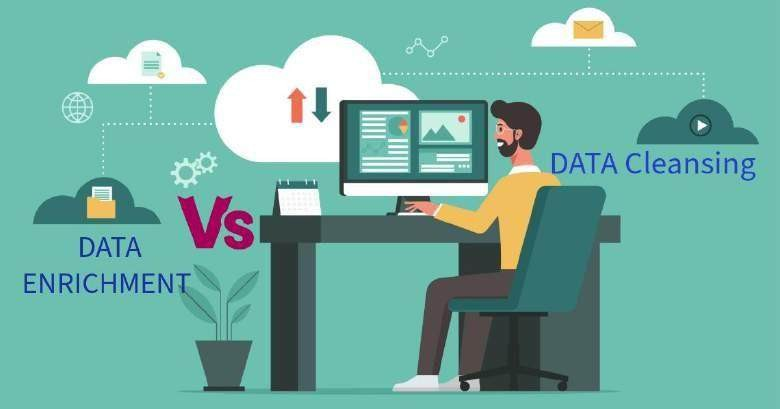 DATA
ENRICHMENT
Vs
DATA Cleansing